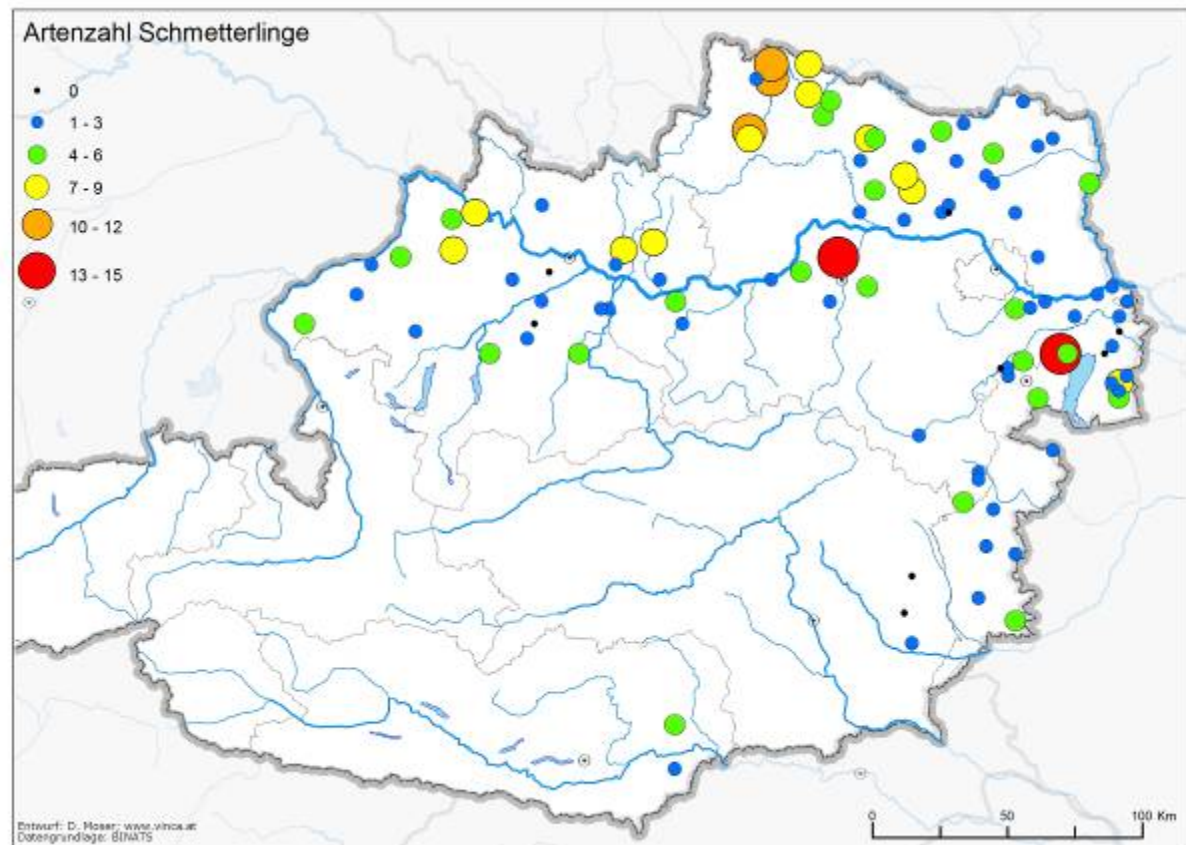 Artenzahl Schmetterlinge
0
1 - 3
4 - 6
7 - 9
10 - 12
13 - 15
Entwurf: D. Moser; www.vinca.at
Datengrundlage: BINATS
0 50 100 Km